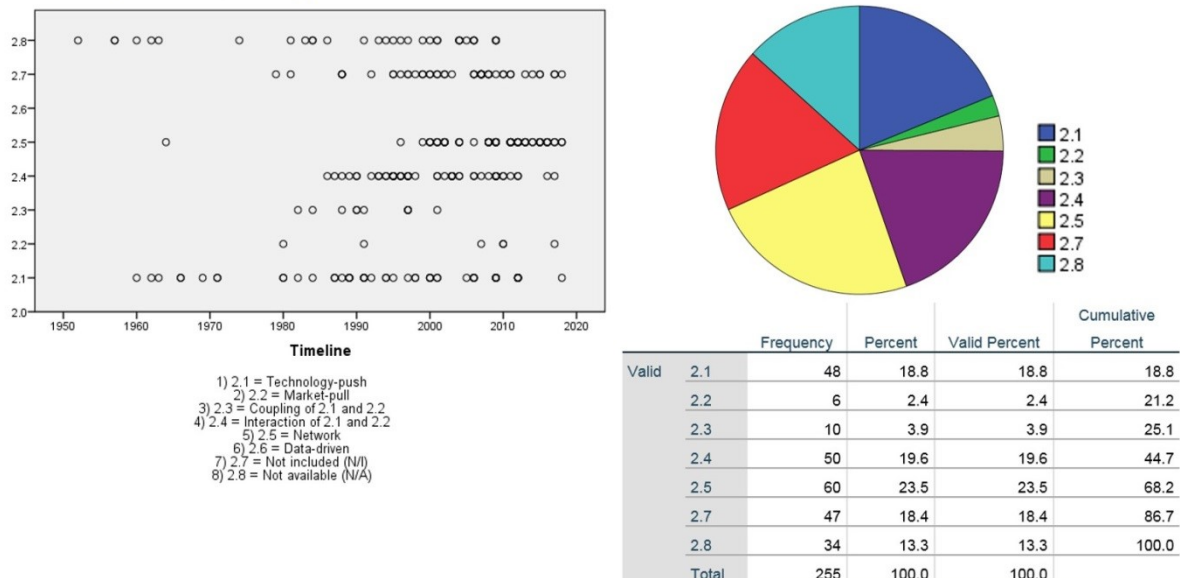 2.8
2.7
2.6
2.5
2.4
2.3
2.2
2.1
2.0
1950 1960 1970 1980 1990 2000 2010 2020
Timeline
1) 2.1 = Technology-push
2) 2.2 = Market-pull
3) 2.3 = Coupling of 2.1 and 2.2
4) 2.4 = Interaction of 2.1 and 2.2
5) 2.5 = Network
6) 2.6 = Data-driven
7) 2.7 = Not included (N/I)
8) 2.8 = Not available (N/A)
2.1
2.2
2.3
2.4
2.5
2.7
2.8
Frequency Percent Valid Percent Cumulative Percent
Valid 2.1 48 18.8 18.8 18.8
2.2 6 2.4 2.4 21.2
2.3 10 3.9 3.9 25.1
2.4 50 19.6 19.6 44.7
2.5 60 23.5 23.5 68.2
2.7 47 18.4 18.4 86.7
2.8 34 13.3 13.3 100.0
Total 255 100.0 100.0